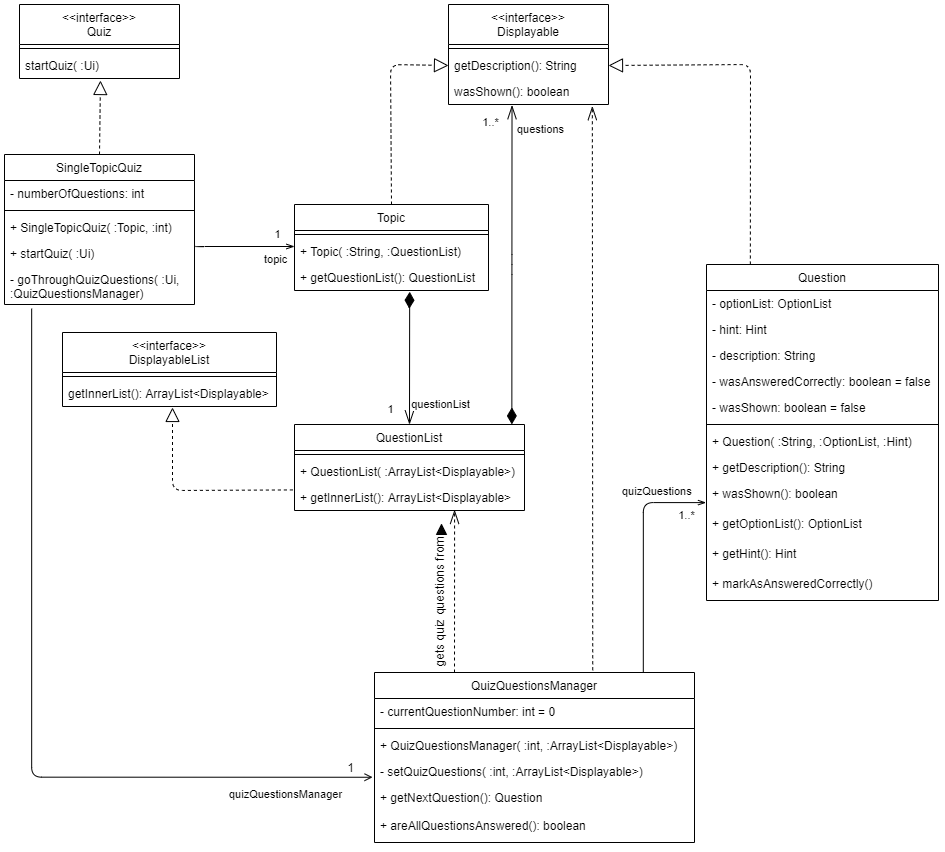 <<interface>>
Quiz
startQuiz( :Ui)
<<interface>>
Displayable
getDescription(): String
wasShown(): boolean
1..*
questions
SingleTopicQuiz
- numberOfQuestions: int
+ SingleTopicQuiz( :Topic, :int)
+ startQuiz( :Ui)
- goThroughQuizQuestions( :Ui,
:QuizQuestionsManager)
1
topic
Topic
+ Topic( :String, :QuestionList)
+ getQuestionList(): QuestionList
Question
- optionList: OptionList
- hint: Hint
- description: String
- wasAnsweredCorrectly: boolean = false
- wasShown: boolean = false
+ Question( :String, :OptionList, :Hint)
+ getDescription(): String
+ wasShown(): boolean
+ getOptionList(): OptionList
+ getHint(): Hint
+ markAsAnsweredCorrectly()
<<interface>>
DisplayableList
getInnerList(): ArrayList<Displayable>
1
questionList
QuestionList
+ QuestionList( :ArrayList<Displayable>)
+ getInnerList(): ArrayList<Displayable>
quizQuestions
1..*
gets quiz questions from
QuizQuestionsManager
- currentQuestionNumber: int = 0
+ QuizQuestionsManager( :int, :ArrayList<Displayable>)
- setQuizQuestions( :int, :ArrayList<Displayable>)
+ getNextQuestion(): Question
+ areAllQuestionsAnswered(): boolean
1
quizQuestionsManager